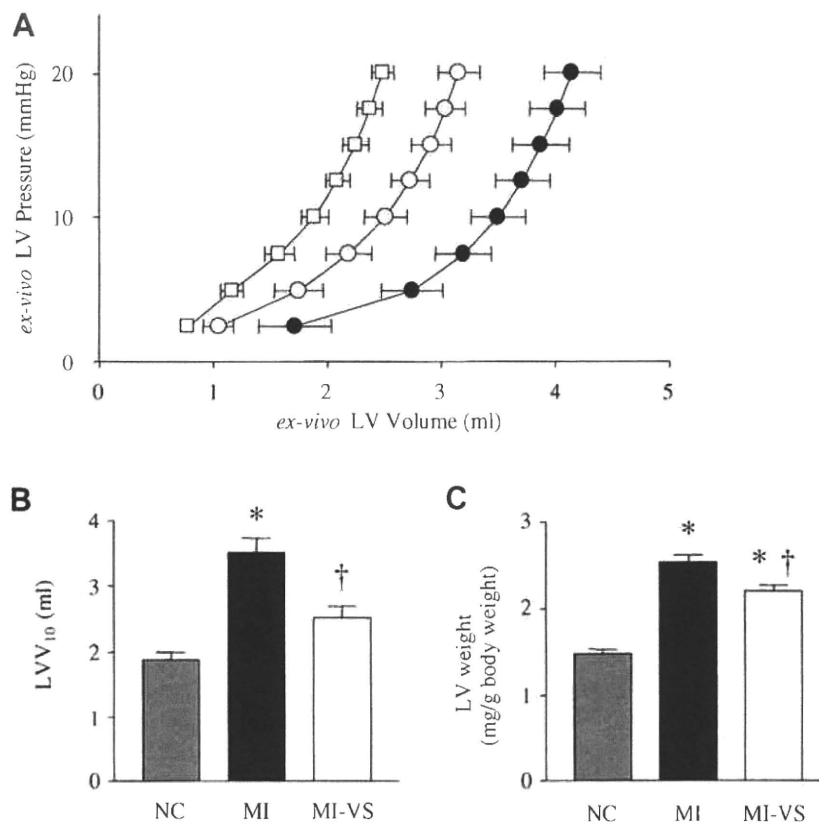 A
ex-vivo LV Pressure (mmHg)
20
10
0
0 1 2 3 4 5
ex-vivo LV Volume (ml)
B
LVV₁₀ (ml)
4
3
2
1
0
*
†
NC MI MI-VS
C
LV weight
(mg/g body weight)
3
2
1
0
*
* †
NC MI MI-VS